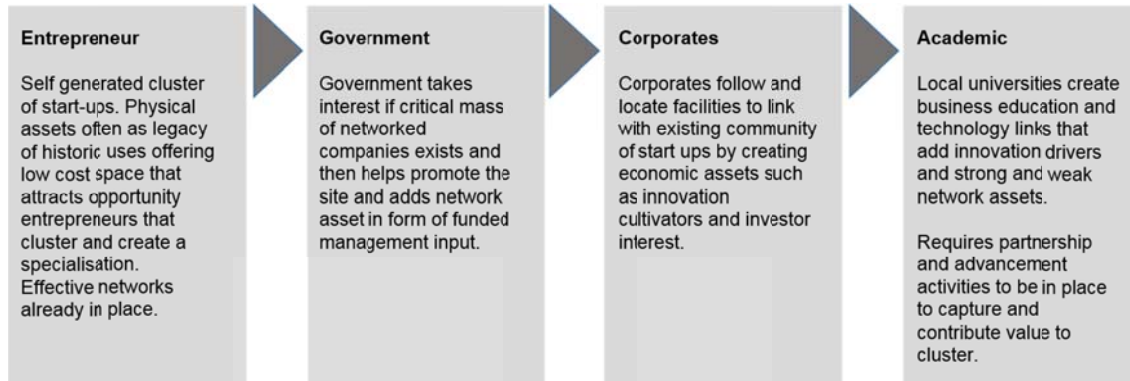 Entrepreneur
Self generated cluster
of start-ups. Physical
assets often as legacy
of historic uses offering
low cost space that
attracts opportunity
entrepreneurs that
cluster and create a
specialisation.
Effective networks
already in place.
Government
Government takes
interest if critical mass
of networked
companies exists and
then helps promote the
site and adds network
asset in form of funded
management input.
Corporates
Corporates follow and
locate facilities to link
with existing community
of start ups by creating
economic assets such
as innovation
cultivators and investor
interest.
Academic
Local universities create
business education and
technology links that
add innovation drivers
and strong and weak
network assets.
Requires partnership
and advancement
activities to be in place
to capture and
contribute value to
cluster.